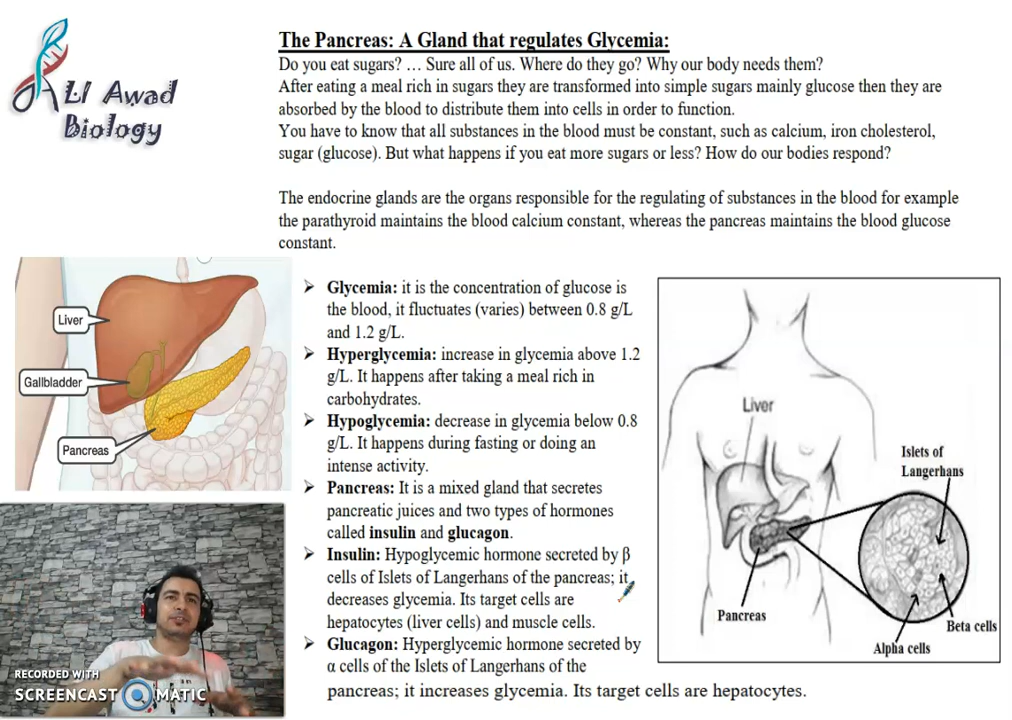 ALI Awad
Biology
The Pancreas: A Gland that regulates Glycemia:
Do you eat sugars? … Sure all of us. Where do they go? Why our body needs them?
After eating a meal rich in sugars they are transformed into simple sugars mainly glucose then they are
absorbed by the blood to distribute them into cells in order to function.
You have to know that all substances in the blood must be constant, such as calcium, iron cholesterol,
sugar (glucose). But what happens if you eat more sugars or less? How do our bodies respond?
The endocrine glands are the organs responsible for the regulating of substances in the blood for example
the parathyroid maintains the blood calcium constant, whereas the pancreas maintains the blood glucose
constant.
Liver
Gallbladder
Pancreas
➢ Glycemia: it is the concentration of glucose is
the blood, it fluctuates (varies) between 0.8 g/L
and 1.2 g/L.
➢ Hyperglycemia: increase in glycemia above 1.2
g/L. It happens after taking a meal rich in
carbohydrates.
➢ Hypoglycemia: decrease in glycemia below 0.8
g/L. It happens during fasting or doing an
intense activity.
➢ Pancreas: It is a mixed gland that secretes
pancreatic juices and two types of hormones
called insulin and glucagon.
➢ Insulin: Hypoglycemic hormone secreted by β
cells of Islets of Langerhans of the pancreas; it
decreases glycemia. Its target cells are
hepatocytes (liver cells) and muscle cells.
➢ Glucagon: Hyperglycemic hormone secreted by
α cells of the Islets of Langerhans of the
pancreas; it increases glycemia. Its target cells are hepatocytes.
Liver
Islets of
Langerhans
Pancreas
Beta cells
Alpha cells
RECORDED WITH
SCREENCAST MATIC